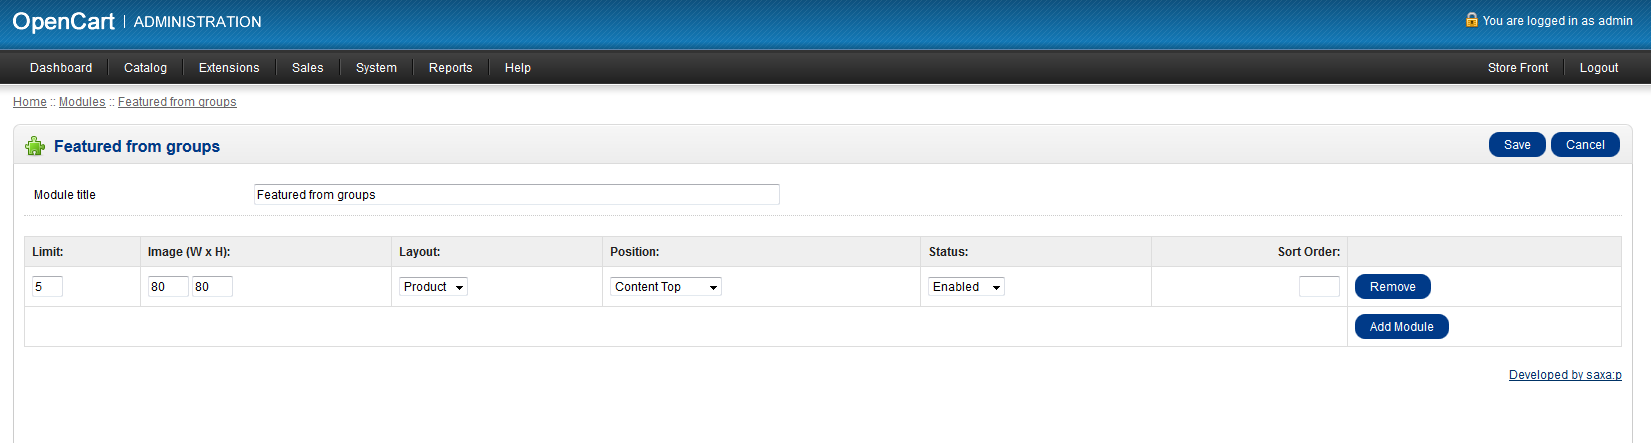 OpenCart | ADMINISTRATION
You are logged in as admin
Dashboard Catalog Extensions Sales System Reports Help Store Front Logout
Home :: Modules :: Featured from groups
Featured from groups Save Cancel
Module title Featured from groups
Limit: Image (W x H): Layout: Position: Status: Sort Order:
5 80 80 Product Content Top Enabled Remove
Add Module
Developed by saxa:p